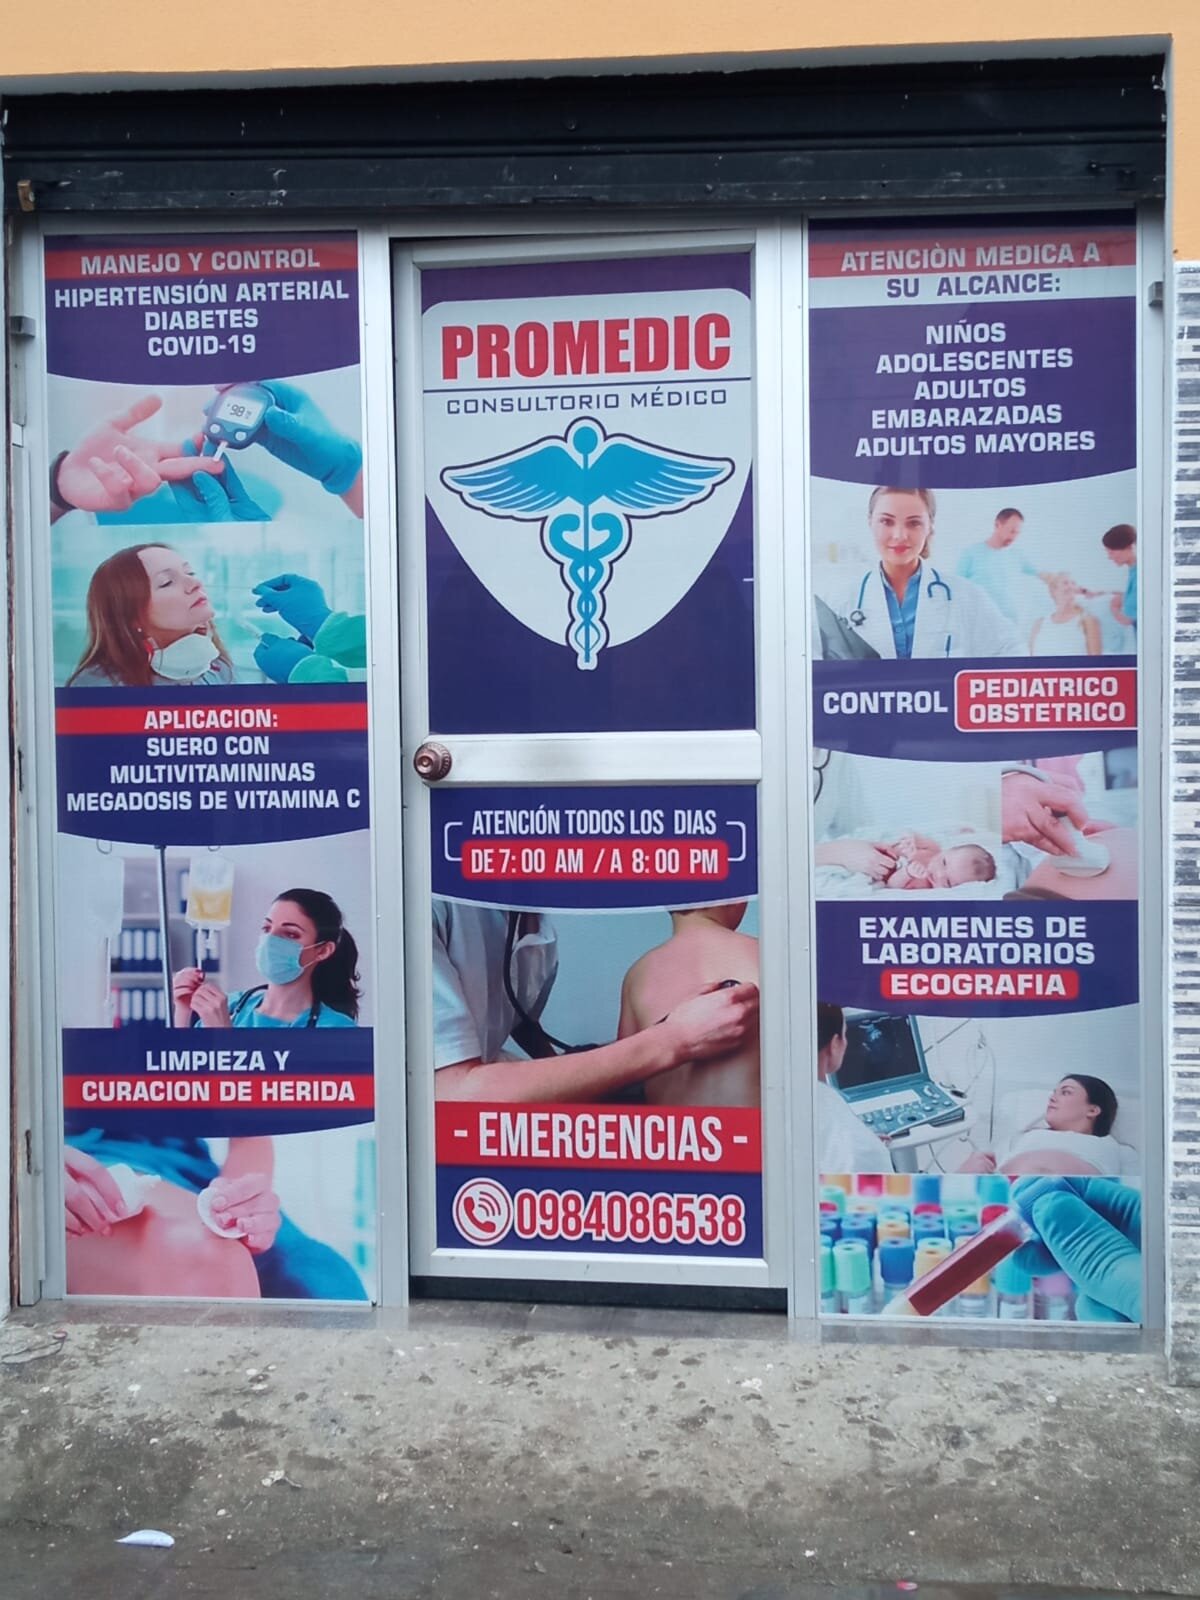 MANEJO Y CONTROL
HIPERTENSIÓN ARTERIAL
DIABETES
COVID-19
98
APLICACION:
SUERO CON
MULTIVITAMININAS
MEGADOSIS DE VITAMINA C
LIMPIEZA Y
CURACION DE HERIDA
PROMEDIC
CONSULTORIO MÉDICO
ATENCIÓN TODOS LOS DIAS
DE 7:00 AM / A 8:00 PM
- EMERGENCIAS -
0984086538
ATENCIÒN MEDICA A
SU ALCANCE:
NIÑOS
ADOLESCENTES
ADULTOS
EMBARAZADAS
ADULTOS MAYORES
CONTROL PEDIATRICO
OBSTETRICO
EXAMENES DE
LABORATORIOS
ECOGRAFIA